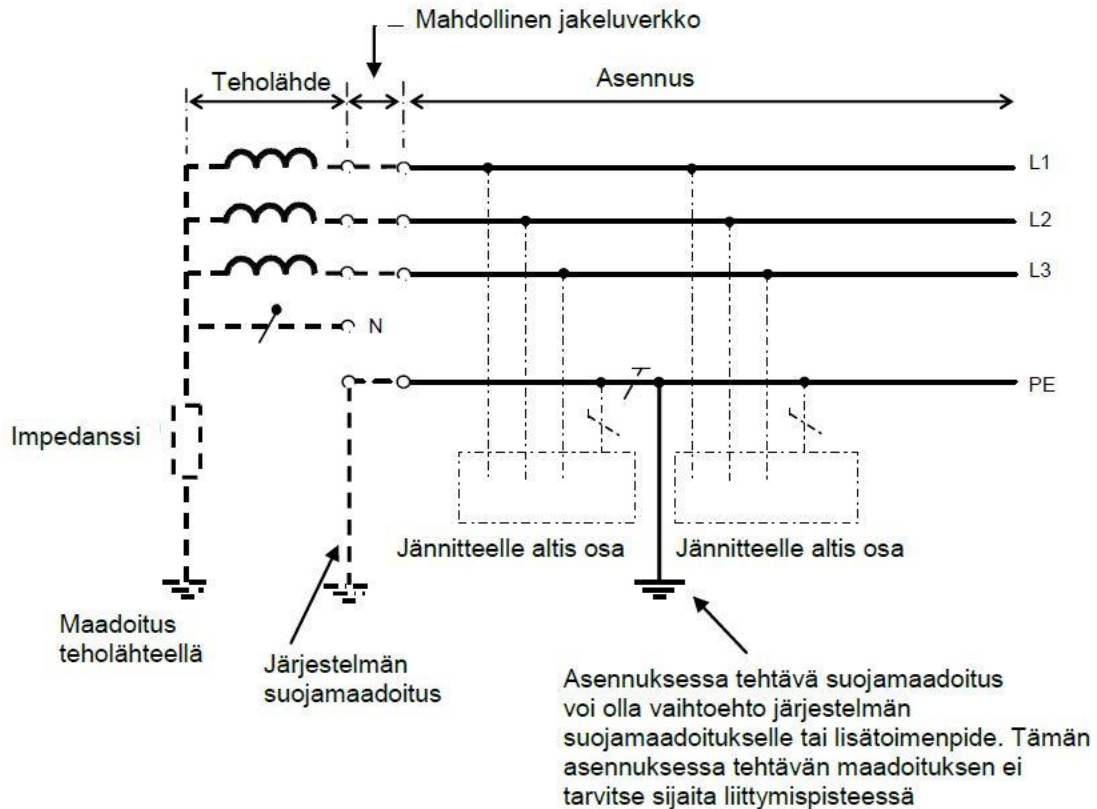 Mahdollinen jakeluverkko
Teholähde
Asennus
L1
L2
L3
N
PE
Impedanssi
Jännitteelle altis osa
Jännitteelle altis osa
Maadoitus
teholähteellä
Järjestelmän
suojamaadoitus
Asennuksessa tehtävä suojamaadoitus
voi olla vaihtoehto järjestelmän
suojamaadoitukselle tai lisätoimenpide. Tämän
asennuksessa tehtävän maadoituksen ei
tarvitse sijaita liittymispisteessä